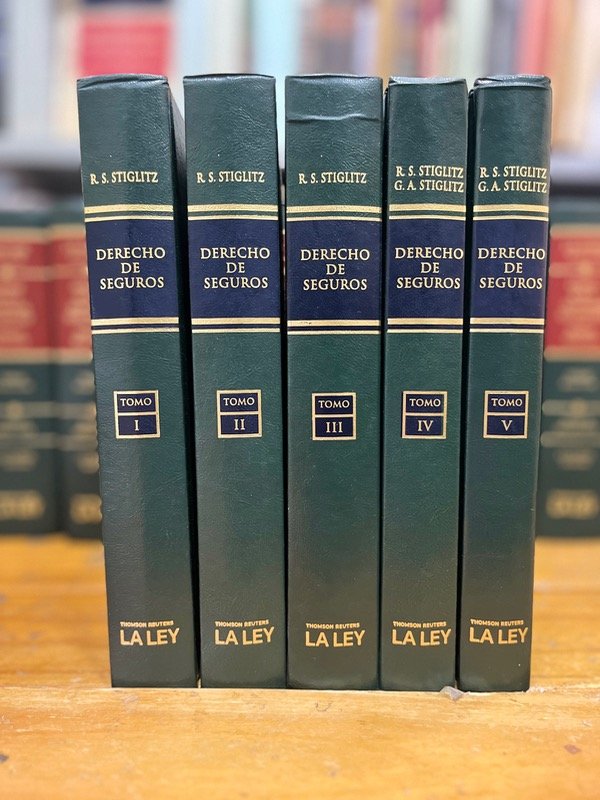 R. S. STIGLITZ
DERECHO
DE
SEGUROS
TOMO
I
THOMSON REUTERS
LA LEY
R. S. STIGLITZ
DERECHO
DE
SEGUROS
TOMO
II
THOMSON REUTERS
LA LEY
R. S. STIGLITZ
DERECHO
DE
SEGUROS
TOMO
III
THOMSON REUTERS
LA LEY
R. S. STIGLITZ
G. A. STIGLITZ
DERECHO
DE
SEGUROS
TOMO
IV
THOMSON REUTERS
LA LEY
R. S. STIGLITZ
G. A. STIGLITZ
DERECHO
DE
SEGUROS
TOMO
V
THOMSON REUTERS
LA LEY